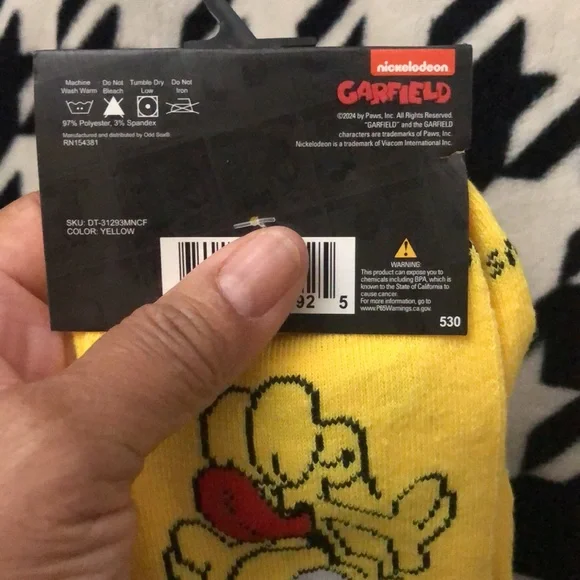 nickelodeon
GARFIELD
©2024 by Paws, Inc. All Rights Reserved.
"GARFIELD" and the GARFIELD
characters are trademarks of Paws, Inc.
Nickelodeon is a trademark of Viacom International Inc.
Machine Wash Warm
Do Not Bleach
Tumble Dry Low
Do Not Iron
97% Polyester, 3% Spandex
Manufactured and distributed by Odd Sox®.
RN154381
SKU: DT-31293MNCF
COLOR: YELLOW
92 5
WARNING:
This product can expose you to
chemicals including BPA, which is
known to the State of California to
cause cancer.
For more information, go to
www.P65Warnings.ca.gov.
530